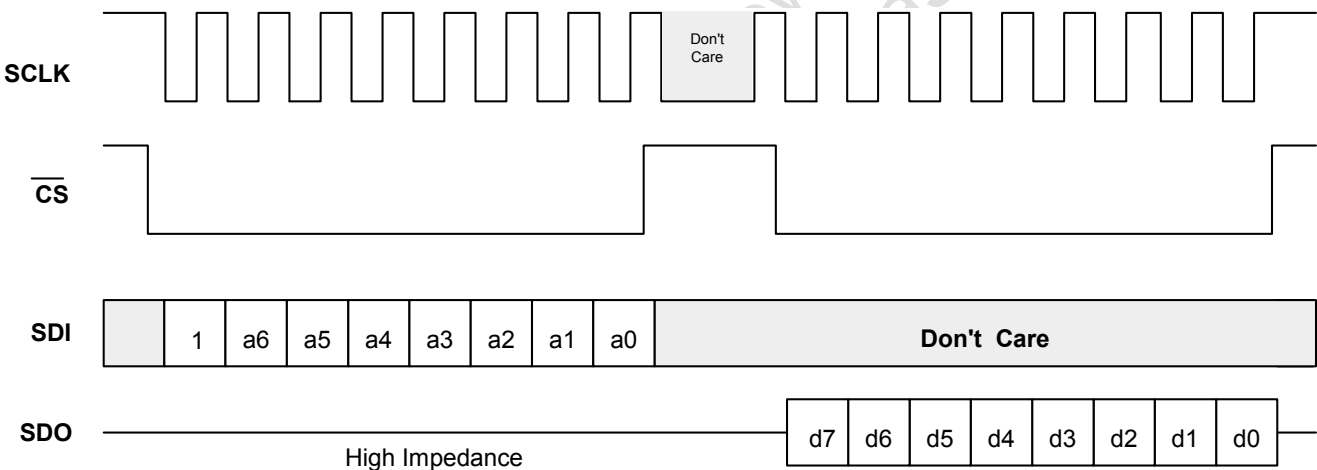 Don't
Care
SCLK
CS
SDI 1 a6 a5 a4 a3 a2 a1 a0 Don't Care
SDO d7 d6 d5 d4 d3 d2 d1 d0
High Impedance